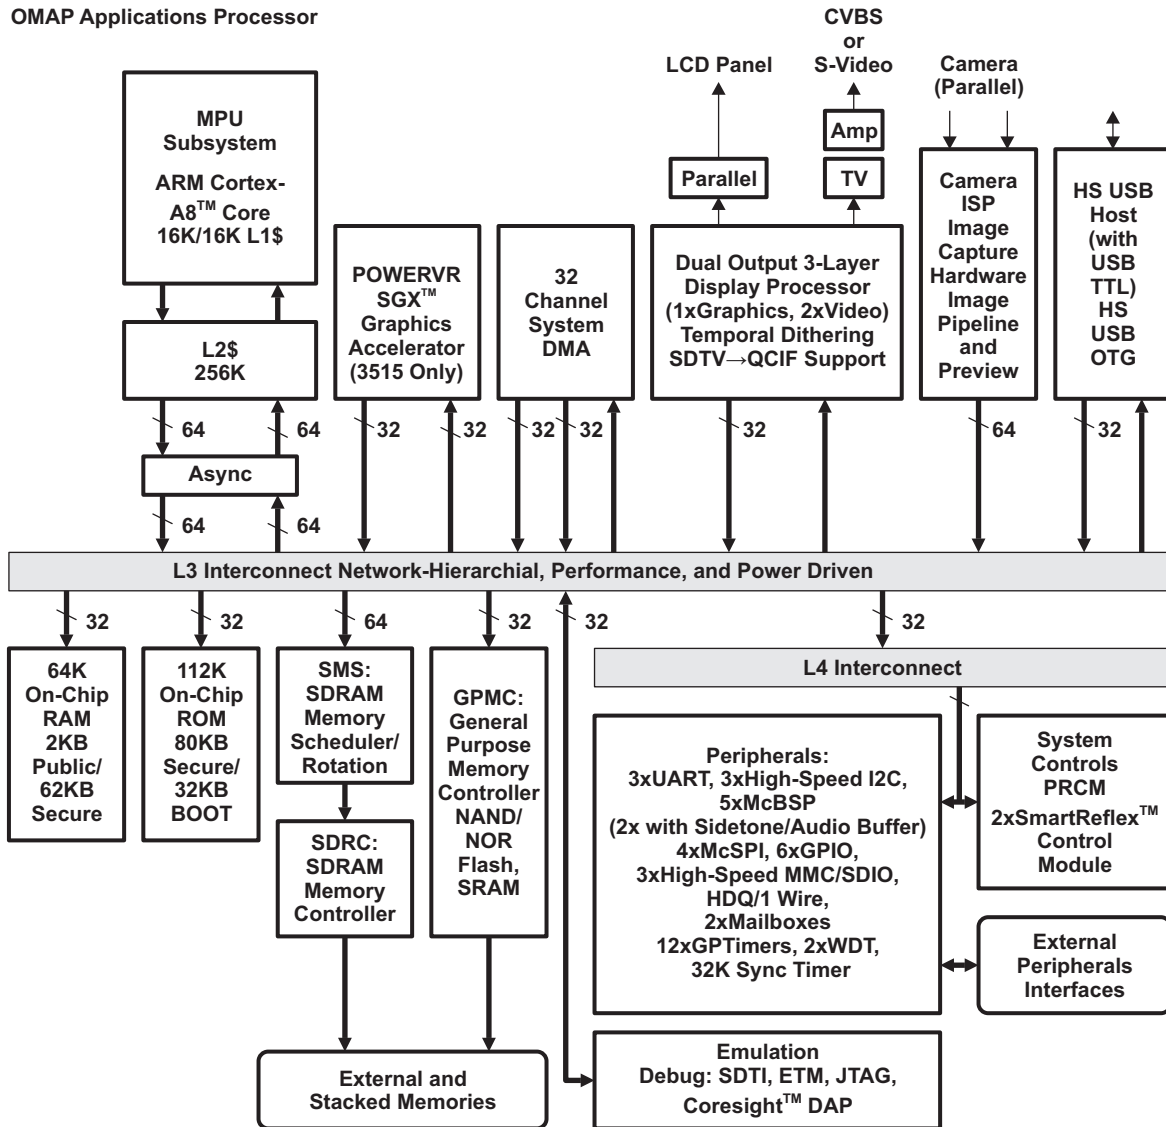 OMAP Applications Processor
CVBS
or
S-Video
LCD Panel
Camera
(Parallel)
Amp
Parallel
TV
MPU
Subsystem
ARM Cortex-
A8™ Core
16K/16K L1$
L2$
256K
64
64
Async
64
64
POWERVR
SGX™
Graphics
Accelerator
(3515 Only)
32
32
32
Channel
System
DMA
32
32
Dual Output 3-Layer
Display Processor
(1xGraphics, 2xVideo)
Temporal Dithering
SDTV→QCIF Support
32
Camera
ISP
Image
Capture
Hardware
Image
Pipeline
and
Preview
64
HS USB
Host
(with
USB
TTL)
HS
USB
OTG
32
L3 Interconnect Network-Hierarchial, Performance, and Power Driven
32
32
64
32
32
32
64K
On-Chip
RAM
2KB
Public/
62KB
Secure
112K
On-Chip
ROM
80KB
Secure/
32KB
BOOT
SMS:
SDRAM
Memory
Scheduler/
Rotation
SDRC:
SDRAM
Memory
Controller
GPMC:
General
Purpose
Memory
Controller
NAND/
NOR
Flash,
SRAM
L4 Interconnect
Peripherals:
3xUART, 3xHigh-Speed I2C,
5xMcBSP
(2x with Sidetone/Audio Buffer)
4xMcSPI, 6xGPIO,
3xHigh-Speed MMC/SDIO,
HDQ/1 Wire,
2xMailboxes
12xGPTimers, 2xWDT,
32K Sync Timer
System
Controls
PRCM
2xSmartReflex™
Control
Module
External
Peripherals
Interfaces
External and
Stacked Memories
Emulation
Debug: SDTI, ETM, JTAG,
Coresight™ DAP